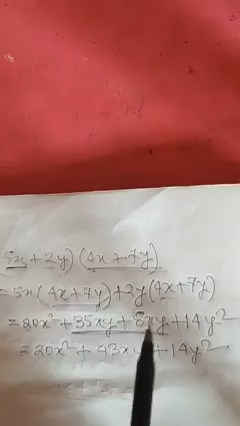 5x + 2y) (4x + 7y)
= 5x(4x + 7y) + 2y(4x + 7y)
= 20x² + 35xy + 8xy + 14y²
= 20x² + 43xy + 14y²